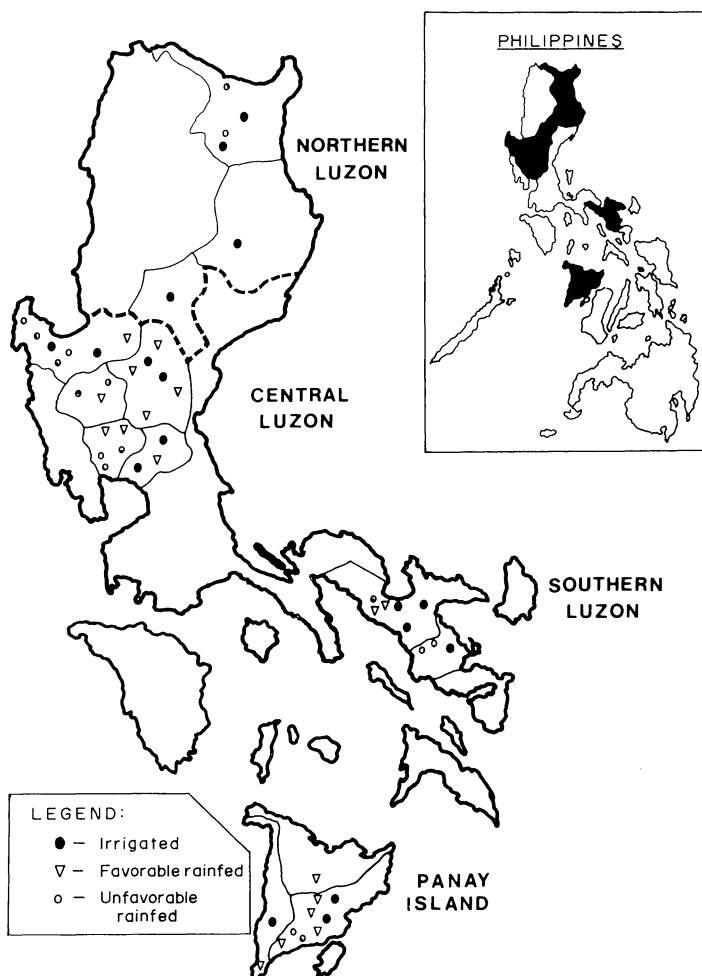 PHILIPPINES
NORTHERN
LUZON
CENTRAL
LUZON
SOUTHERN
LUZON
LEGEND:
– Irrigated
– Favorable rainfed
– Unfavorable
rainfed
PANAY
ISLAND